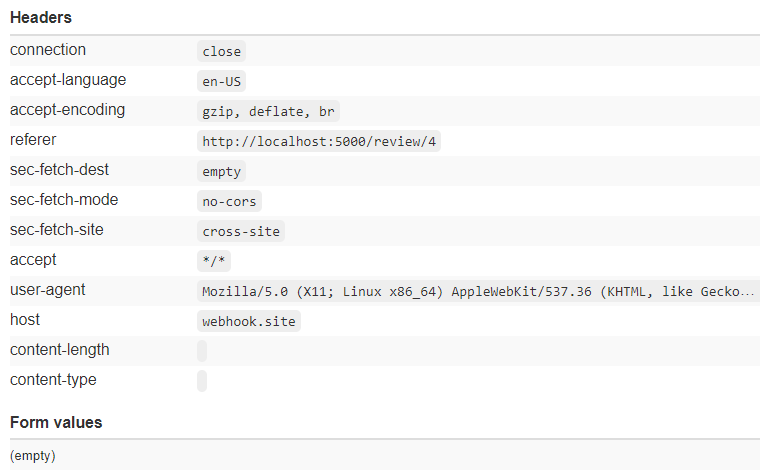 Headers
connection close
accept-language en-US
accept-encoding gzip, deflate, br
referer http://localhost:5000/review/4
sec-fetch-dest empty
sec-fetch-mode no-cors
sec-fetch-site cross-site
accept */*
user-agent Mozilla/5.0 (X11; Linux x86_64) AppleWebKit/537.36 (KHTML, like Gecko...
host webhook.site
content-length
content-type
Form values
(empty)